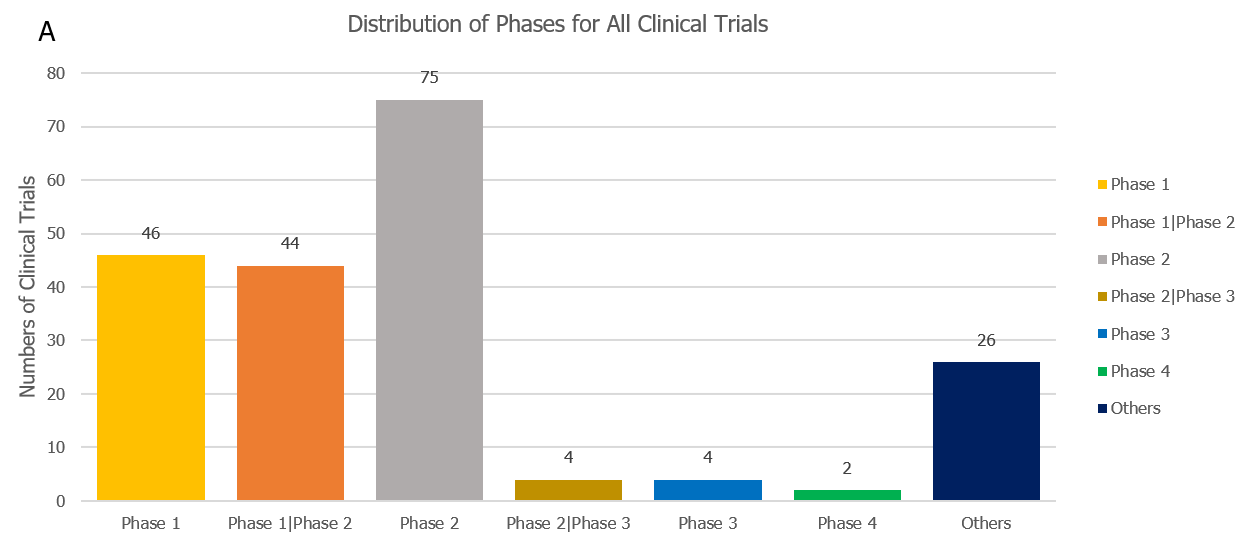 A
Distribution of Phases for All Clinical Trials
Numbers of Clinical Trials
80
70
60
50
40
30
20
10
0
46
44
75
4
4
2
26
Phase 1
Phase 1|Phase 2
Phase 2
Phase 2|Phase 3
Phase 3
Phase 4
Others
Phase 1
Phase 1|Phase 2
Phase 2
Phase 2|Phase 3
Phase 3
Phase 4
Others